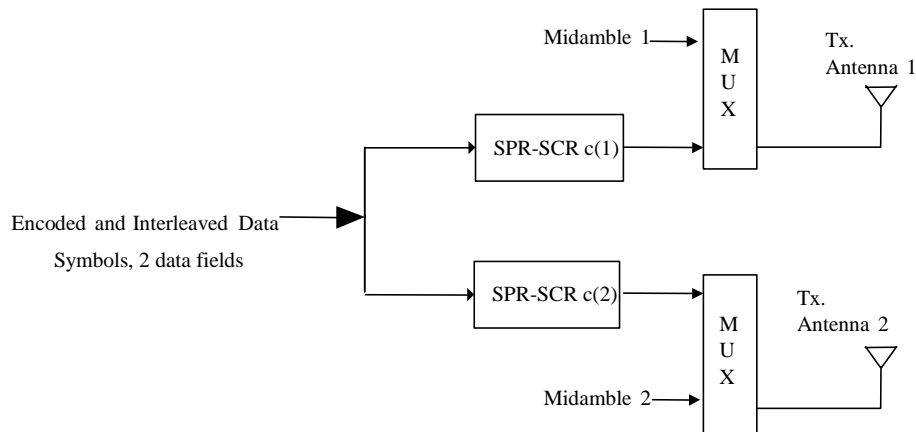 Midamble 1
M
U
X
Tx.
Antenna 1
SPR-SCR c(1)
Encoded and Interleaved Data
Symbols, 2 data fields
SPR-SCR c(2)
Tx.
Antenna 2
M
U
X
Midamble 2